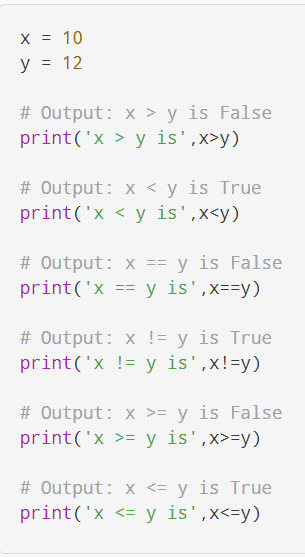 x = 10
y = 12
# Output: x > y is False
print('x > y is',x>y)
# Output: x < y is True
print('x < y is',x<y)
# Output: x == y is False
print('x == y is',x==y)
# Output: x != y is True
print('x != y is',x!=y)
# Output: x >= y is False
print('x >= y is',x>=y)
# Output: x <= y is True
print('x <= y is',x<=y)